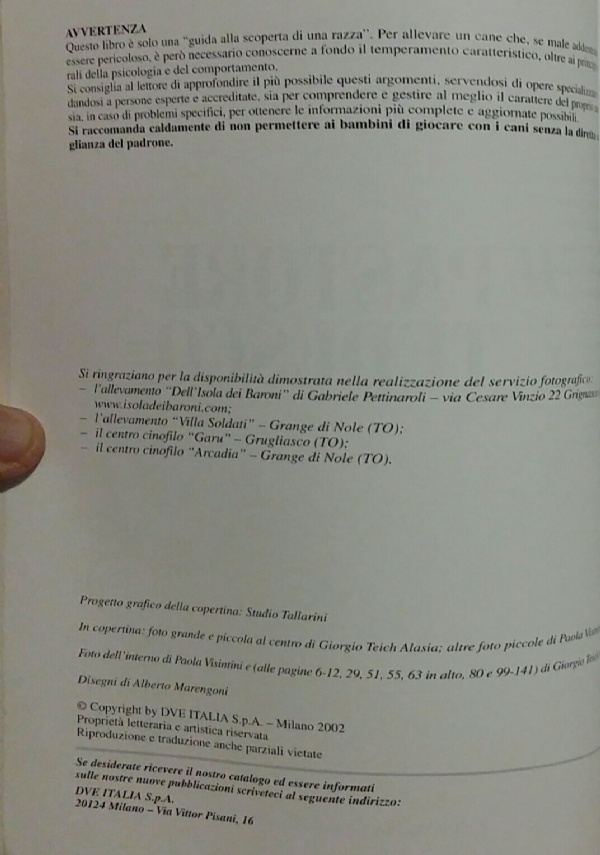 AVVERTENZA
Questo libro è solo una “guida alla scoperta di una razza”. Per allevare un cane che, se male
essere pericoloso, è però necessario conoscerne a fondo il temperamento caratteristico, oltre ai
rali della psicologia e del comportamento.
Si consiglia al lettore di approfondire il più possibile questi argomenti, servendosi di opere
dandosi a persone esperte e accreditate, sia per comprendere e gestire al meglio il carattere del proprio
sia, in caso di problemi specifici, per ottenere le informazioni più complete e aggiornate possibili.
Si raccomanda caldamente di non permettere ai bambini di giocare con i cani senza la diretta
glianza del padrone.
Si ringraziano per la disponibilità dimostrata nella realizzazione del servizio fotografico:
– l’allevamento “Dell’Isola dei Baroni” di Gabriele Pettinaroli – via Cesare Vinzio 22
www.isoladeibaroni.com;
– l’allevamento “Villa Soldati” – Grange di Nole (TO);
– il centro cinofilo “Garu” – Grugliasco (TO);
– il centro cinofilo “Arcadia” – Grange di Nole (TO).
Progetto grafico della copertina: Studio Tallarini
In copertina: foto grande e piccola al centro di Giorgio Teich Alasia; altre foto piccole di Paola
Foto dell’interno di Paola Visintini e (alle pagine 6-12, 29, 51, 55, 63 in alto, 80 e 99-141) di Giorgio Teich
Disegni di Alberto Marengoni
© Copyright by DVE ITALIA S.p.A. – Milano 2002
Proprietà letteraria e artistica riservata
Riproduzione e traduzione anche parziali vietate
Se desiderate ricevere il nostro catalogo ed essere informati
sulle nostre nuove pubblicazioni scriveteci al seguente indirizzo:
DVE ITALIA S.p.A.
20124 Milano – Via Vittor Pisani, 16